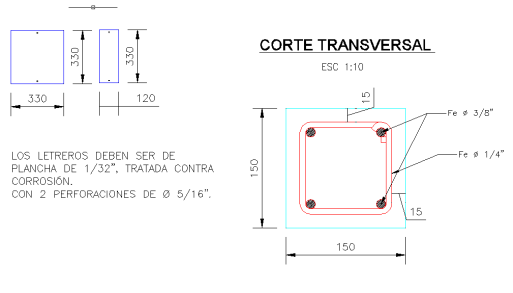 330
330
330
120
LOS LETREROS DEBEN SER DE
PLANCHA DE 1/32", TRATADA CONTRA
CORROSIÓN.
CON 2 PERFORACIONES DE Ø 5/16".
CORTE TRANSVERSAL
ESC 1:10
15
Fe ø 3/8"
150
Fe ø 1/4"
15
150